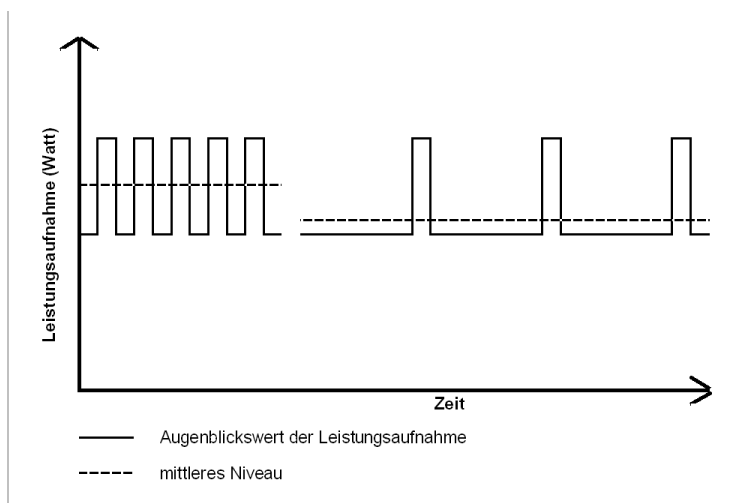 Leistungsaufnahme (Watt)
Zeit
Augenblickswert der Leistungsaufnahme
mittleres Niveau